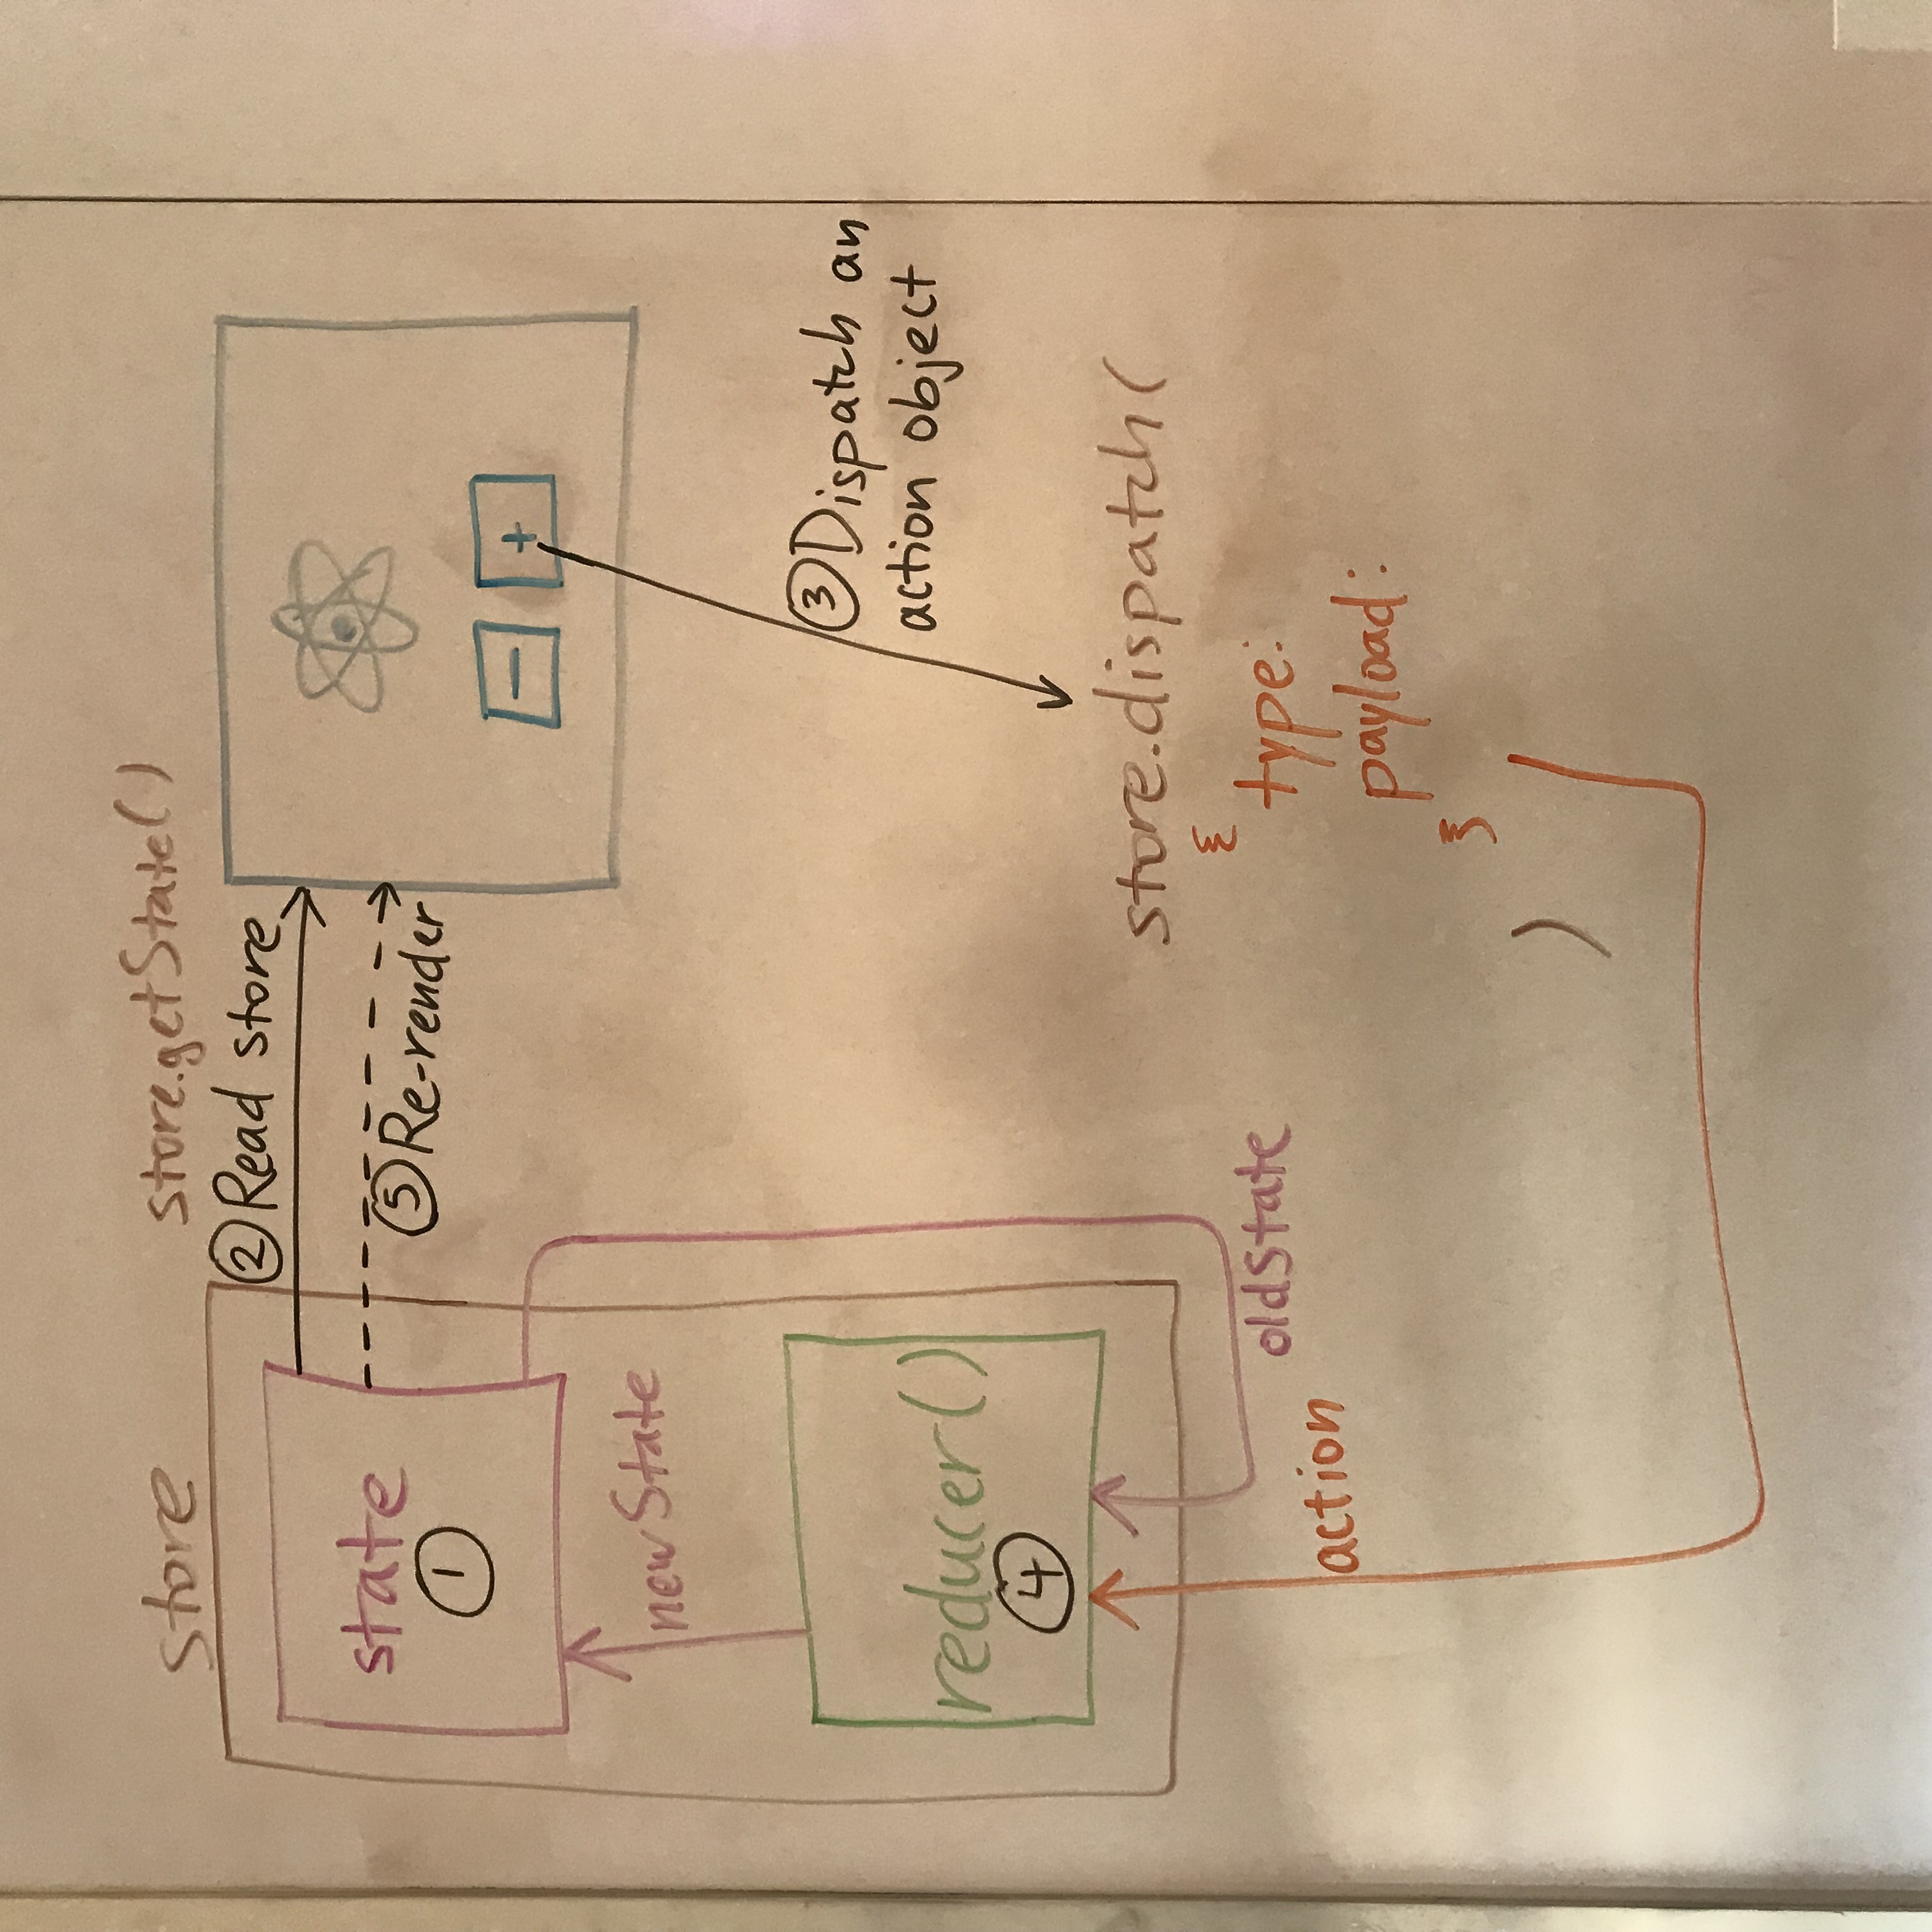 store
store.getState()
② Read store
state
①
⑤ Re-render
− +
newState
③ Dispatch an
action object
reducer()
④
store.dispatch(
{
type:
oldState
action
payload:
}
)